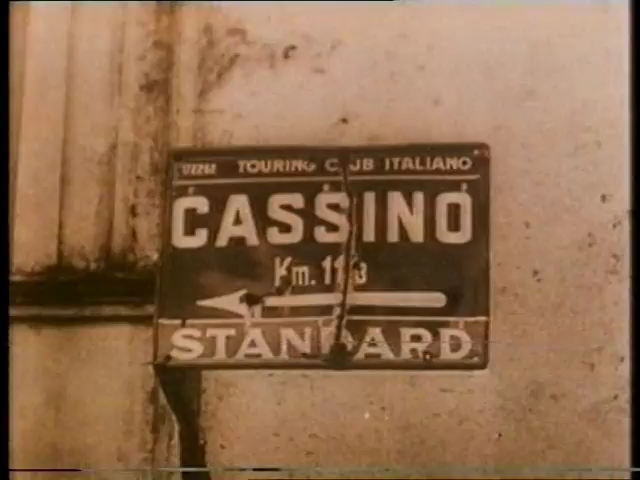 TOURING CLUB ITALIANO
CASSINO
Km.
STANDARD